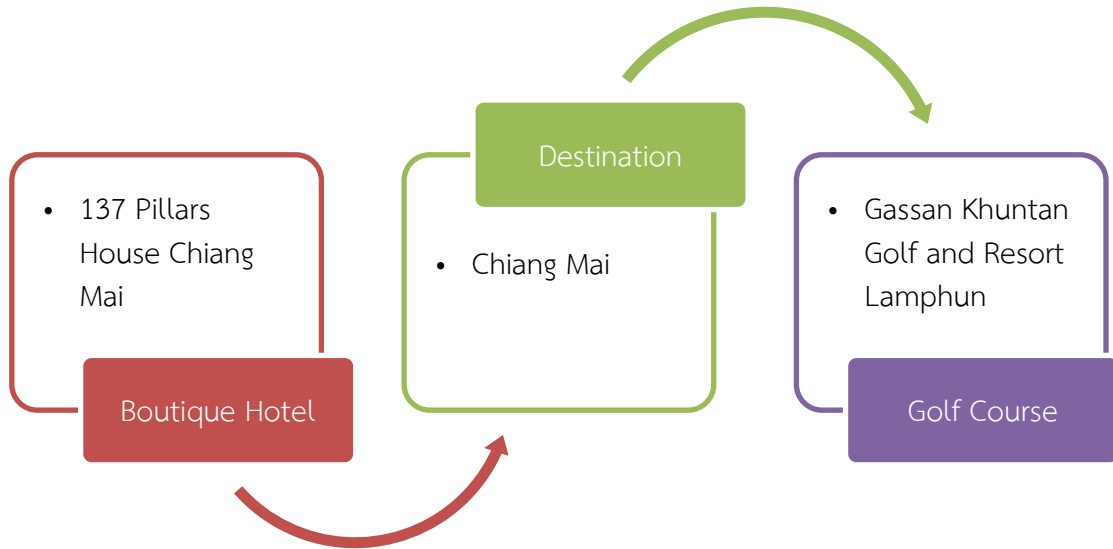 • 137 Pillars
House Chiang
Mai
Boutique Hotel
Destination
• Chiang Mai
• Gassan Khuntan
Golf and Resort
Lamphun
Golf Course